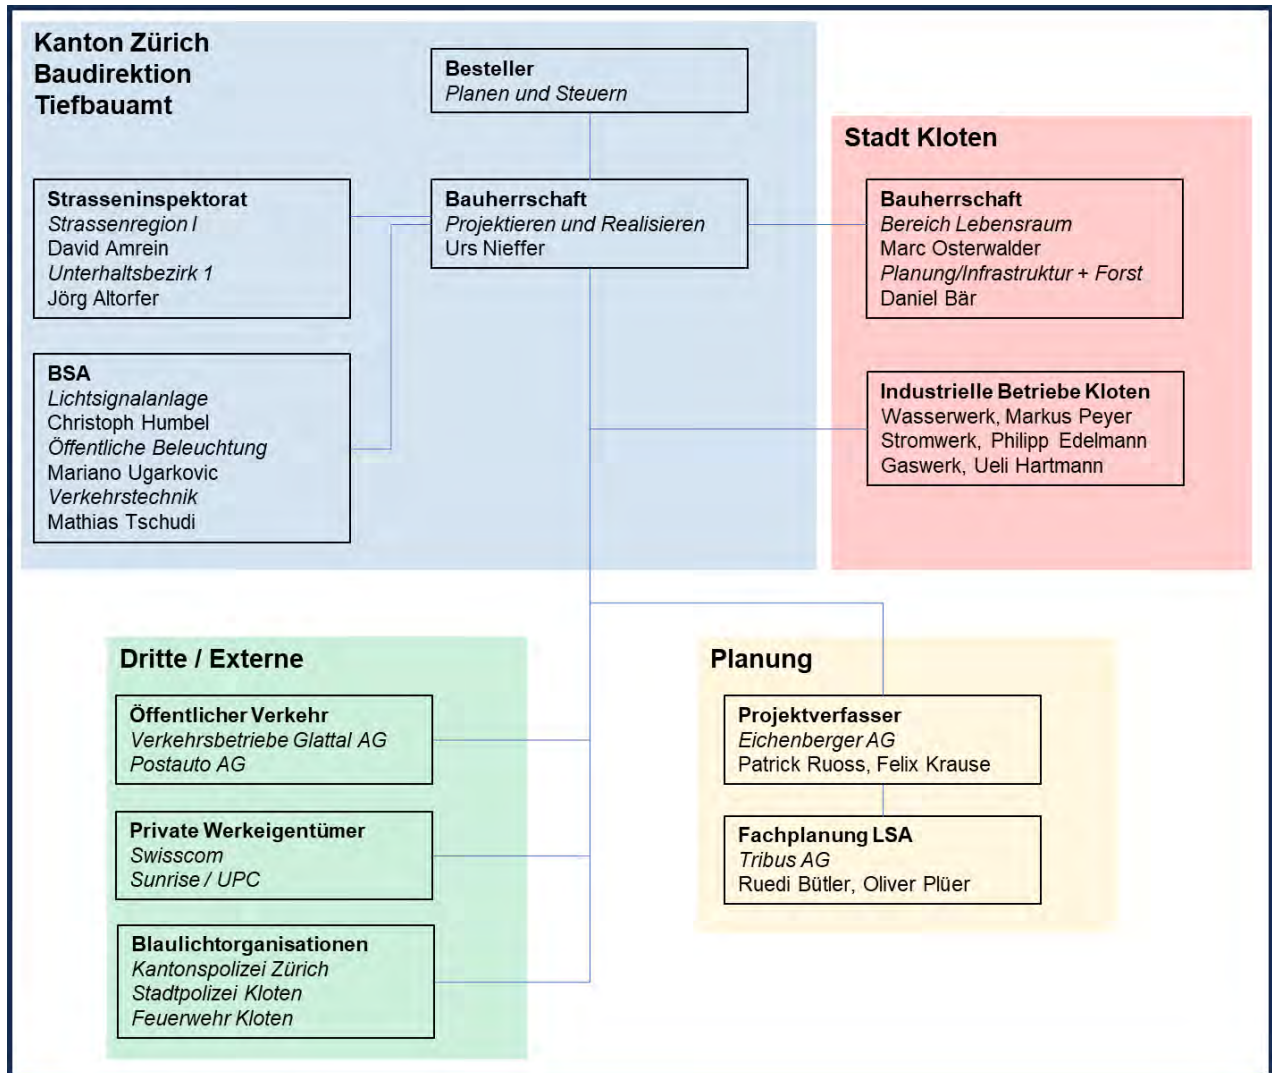 Kanton Zürich
Baudirektion
Tiefbauamt
Besteller
Planen und Steuern
Strasseninspektorat
Strassenregion I
David Amrein
Unterhaltsbezirk 1
Jörg Altorfer
Bauherrschaft
Projektieren und Realisieren
Urs Nieffer
BSA
Lichtsignalanlage
Christoph Humbel
Öffentliche Beleuchtung
Mariano Ugarkovic
Verkehrstechnik
Mathias Tschudi
Stadt Kloten
Bauherrschaft
Bereich Lebensraum
Marc Osterwalder
Planung/Infrastruktur + Forst
Daniel Bär
Industrielle Betriebe Kloten
Wasserwerk, Markus Peyer
Stromwerk, Philipp Edelmann
Gaswerk, Ueli Hartmann
Dritte / Externe
Öffentlicher Verkehr
Verkehrsbetriebe Glattal AG
Postauto AG
Private Werkeigentümer
Swisscom
Sunrise / UPC
Blaulichtorganisationen
Kantonspolizei Zürich
Stadtpolizei Kloten
Feuerwehr Kloten
Planung
Projektverfasser
Eichenberger AG
Patrick Ruoss, Felix Krause
Fachplanung LSA
Tribus AG
Ruedi Bütler, Oliver Plüer